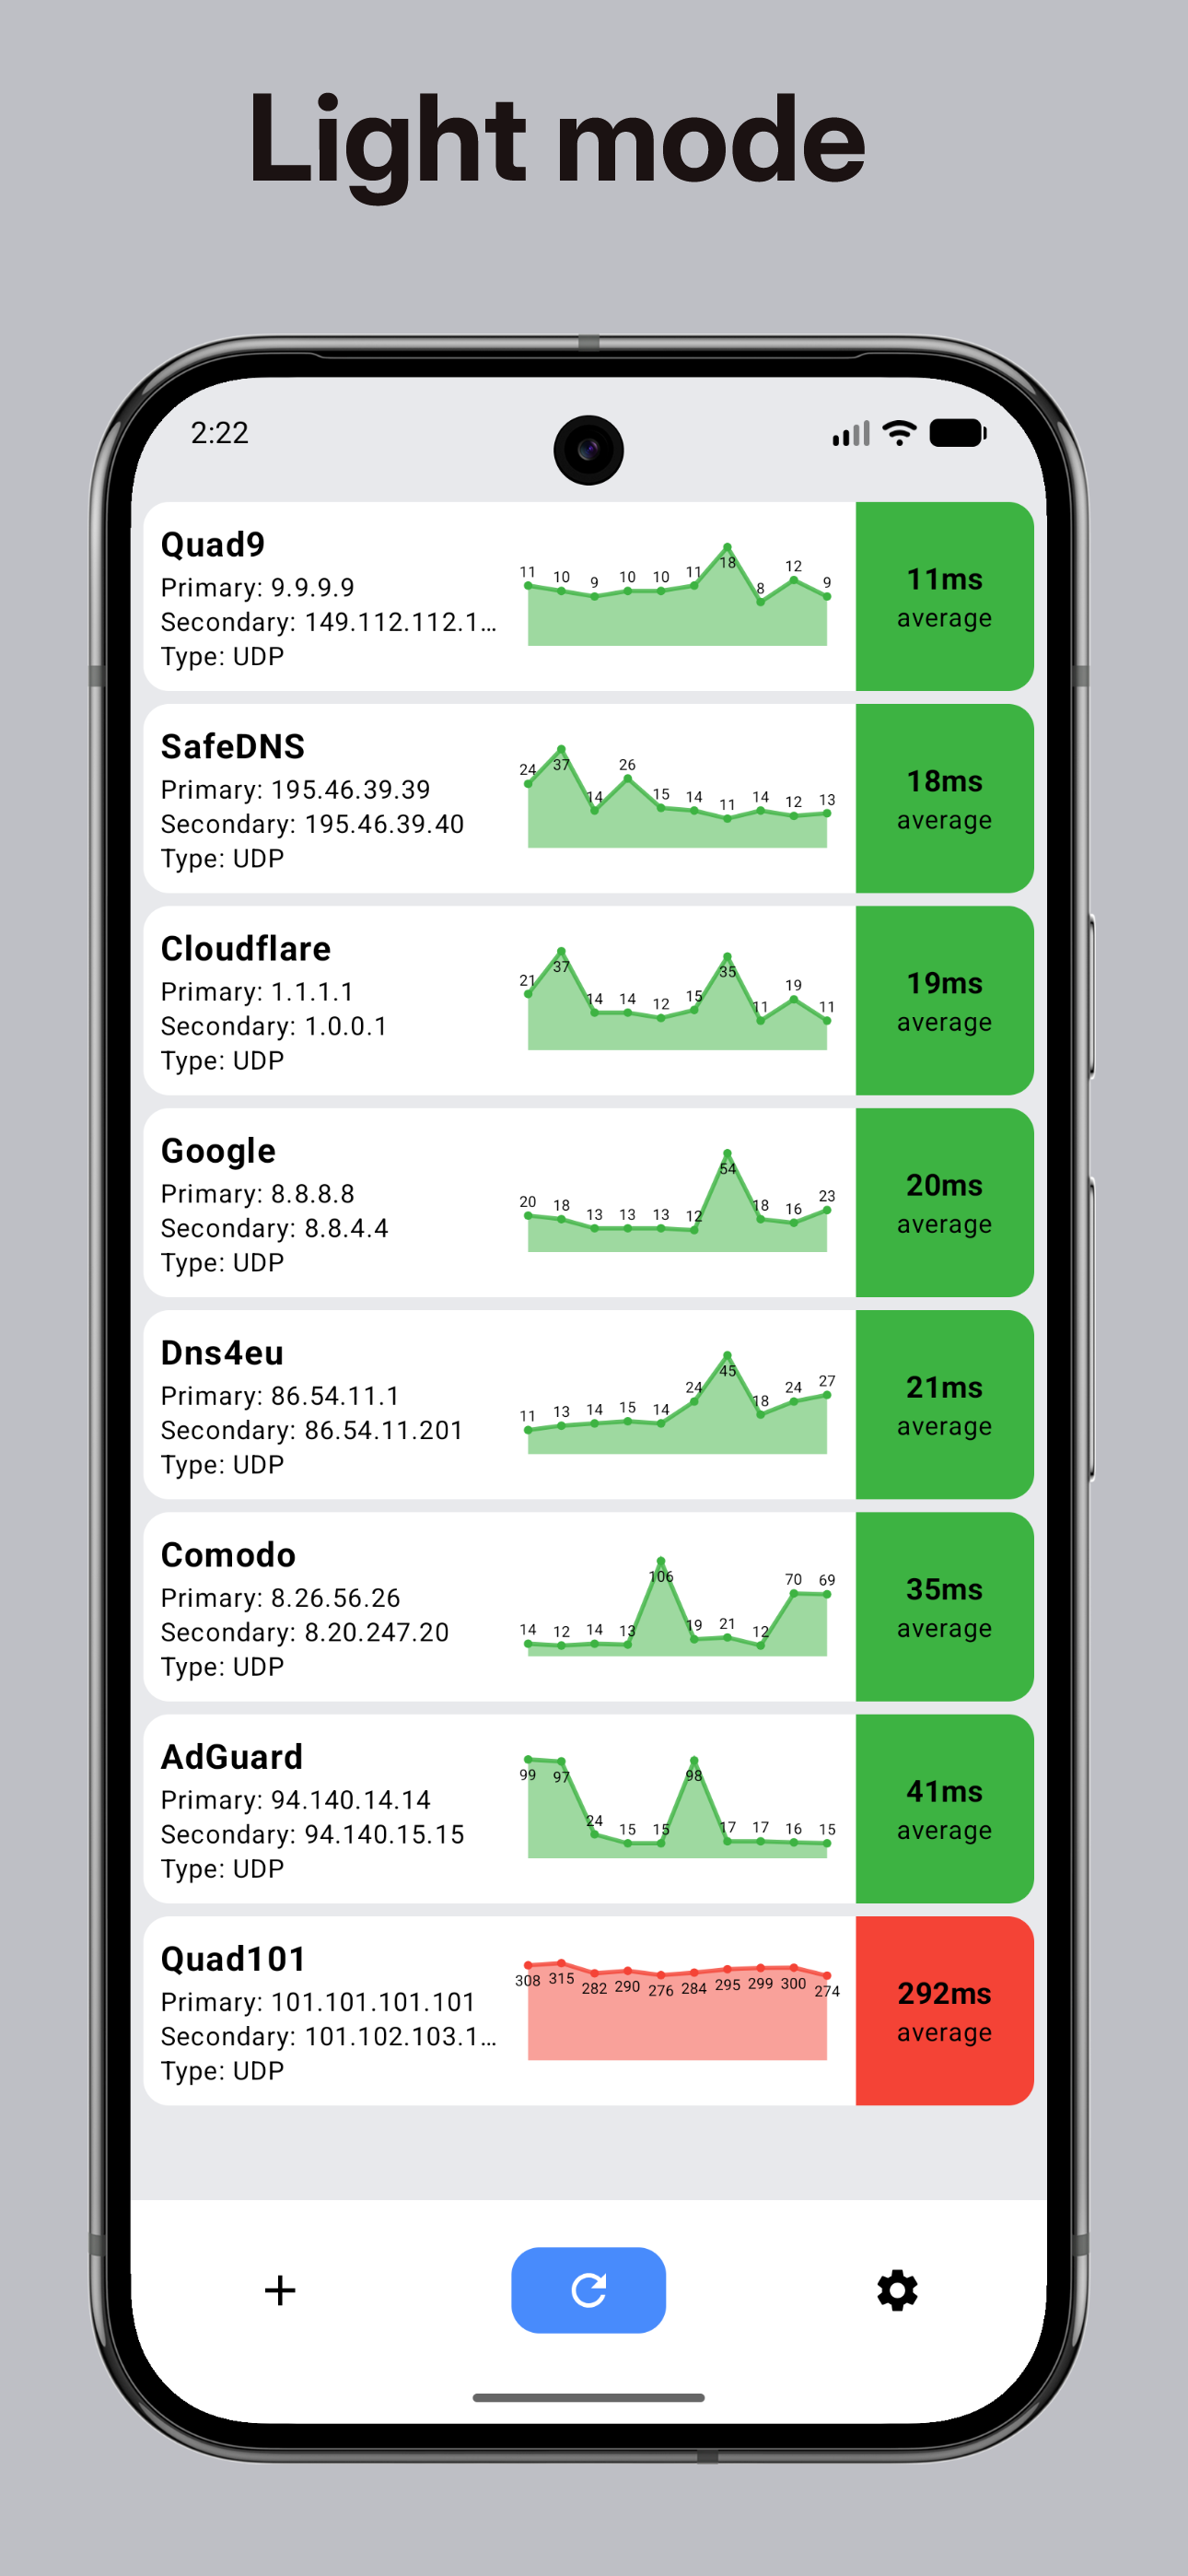 Light mode
2:22
Quad9
Primary: 9.9.9.9
Secondary: 149.112.112.1...
Type: UDP
11 10 9 10 10 11 18 8 12 9
11ms
average
SafeDNS
Primary: 195.46.39.39
Secondary: 195.46.39.40
Type: UDP
24 37 14 26 15 14 11 14 12 13
18ms
average
Cloudflare
Primary: 1.1.1.1
Secondary: 1.0.0.1
Type: UDP
21 37 14 14 12 15 35 11 19 11
19ms
average
Google
Primary: 8.8.8.8
Secondary: 8.8.4.4
Type: UDP
20 18 13 13 13 12 54 18 16 23
20ms
average
Dns4eu
Primary: 86.54.11.1
Secondary: 86.54.11.201
Type: UDP
11 13 14 15 14 24 45 18 24 27
21ms
average
Comodo
Primary: 8.26.56.26
Secondary: 8.20.247.20
Type: UDP
14 12 14 13 106 19 21 12 70 69
35ms
average
AdGuard
Primary: 94.140.14.14
Secondary: 94.140.15.15
Type: UDP
99 97 24 15 15 98 17 17 16 15
41ms
average
Quad101
Primary: 101.101.101.101
Secondary: 101.102.103.1...
Type: UDP
308 315 282 290 276 284 295 299 300 274
292ms
average